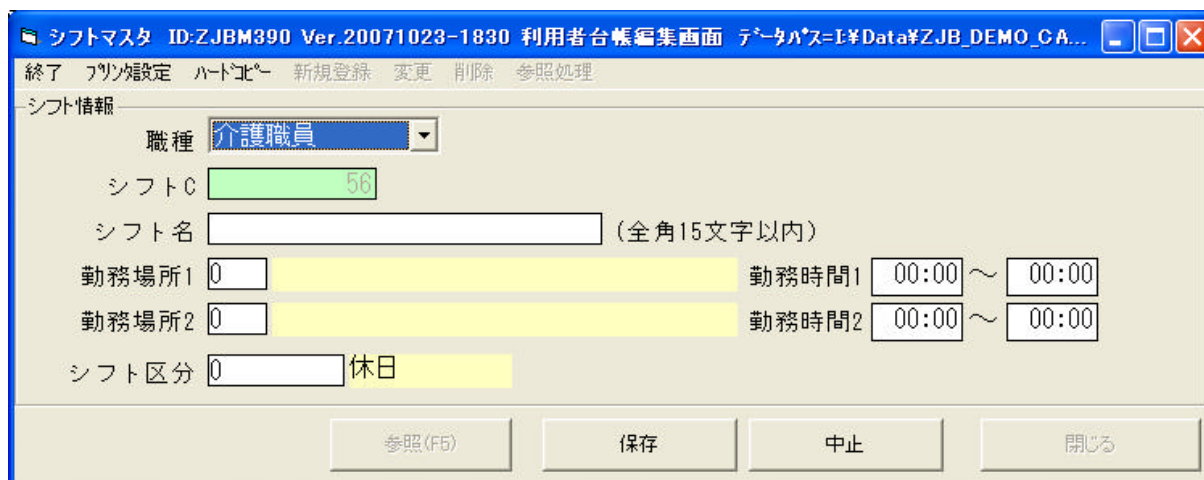 シフトマスタ ID:ZJBM390 Ver.20071023-1830 利用者台帳編集画面 ﾃﾞｰﾀﾊﾟｽ=I:¥Data¥ZJB_DEMO_CA...
終了 ﾌﾟﾘﾝﾀ設定 ﾊｰﾄﾞｺﾋﾟｰ 新規登録 変更 削除 参照処理
シフト情報
職種 介護職員
シフトC 56
シフト名 (全角15文字以内)
勤務場所1 0 勤務時間1 00:00 ～ 00:00
勤務場所2 0 勤務時間2 00:00 ～ 00:00
シフト区分 0 休日
参照(F5) 保存 中止 閉じる